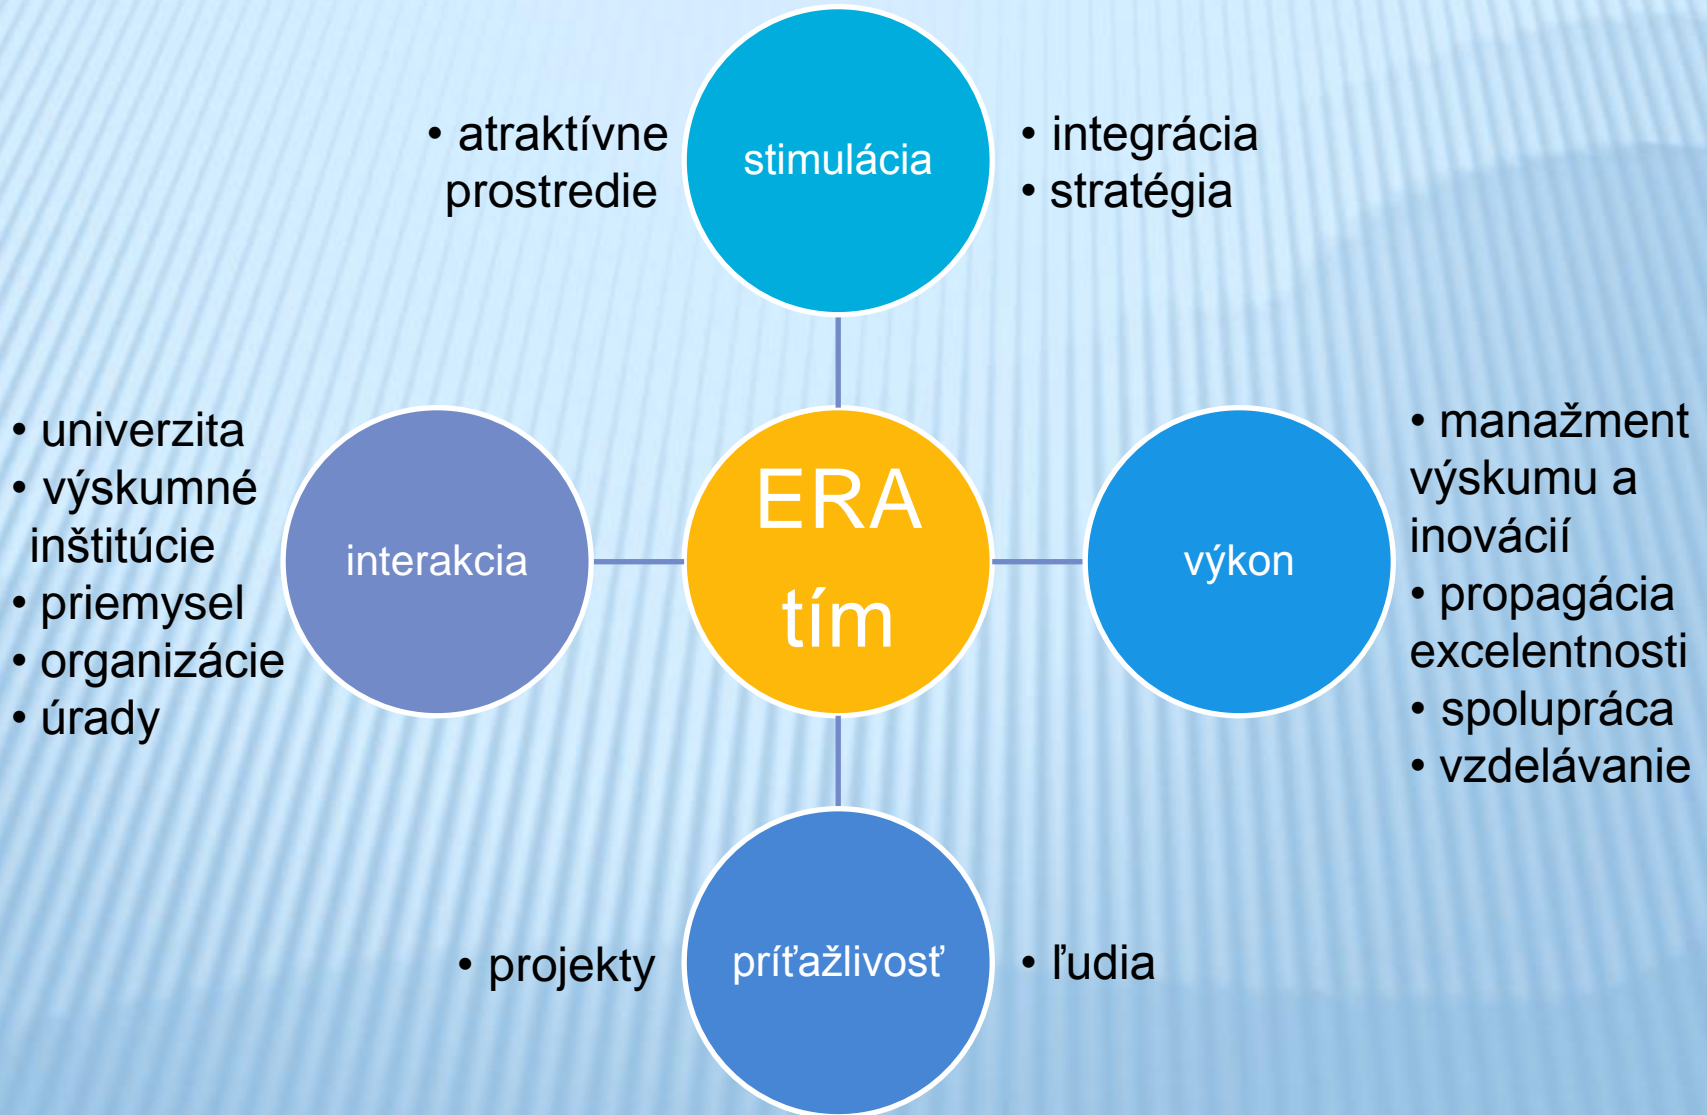 • atraktívne
prostredie
stimulácia
• integrácia
• stratégia
• univerzita
• výskumné
inštitúcie
• priemysel
• organizácie
• úrady
interakcia
ERA
tím
výkon
• manažment
výskumu a
inovácií
• propagácia
excelentnosti
• spolupráca
• vzdelávanie
• projekty
príťažlivosť
• ľudia